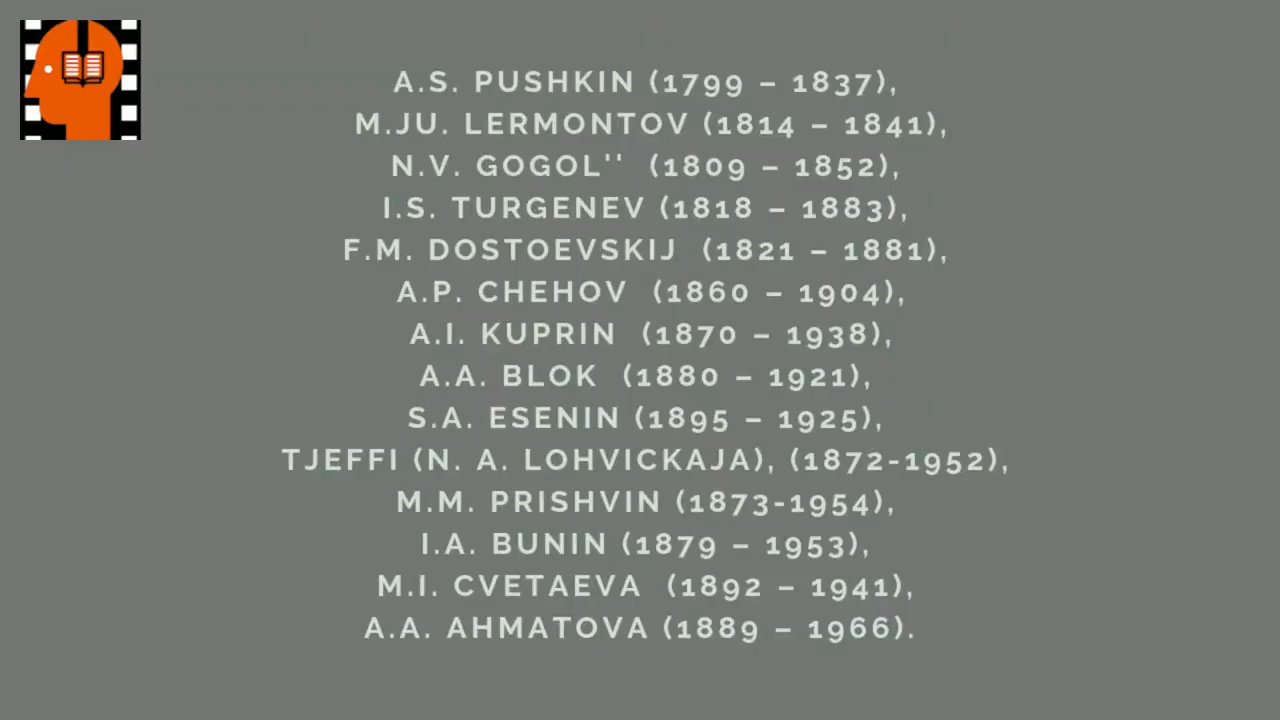 A.S. PUSHKIN (1799 – 1837),
M.JU. LERMONTOV (1814 – 1841),
N.V. GOGOL'' (1809 – 1852),
I.S. TURGENEV (1818 – 1883),
F.M. DOSTOEVSKIJ (1821 – 1881),
A.P. CHEHOV (1860 – 1904),
A.I. KUPRIN (1870 – 1938),
A.A. BLOK (1880 – 1921),
S.A. ESENIN (1895 – 1925),
TJEFFI (N. A. LOHVICKAJA), (1872-1952),
M.M. PRISHVIN (1873-1954),
I.A. BUNIN (1879 – 1953),
M.I. CVETAEVA (1892 – 1941),
A.A. AHMATOVA (1889 – 1966).